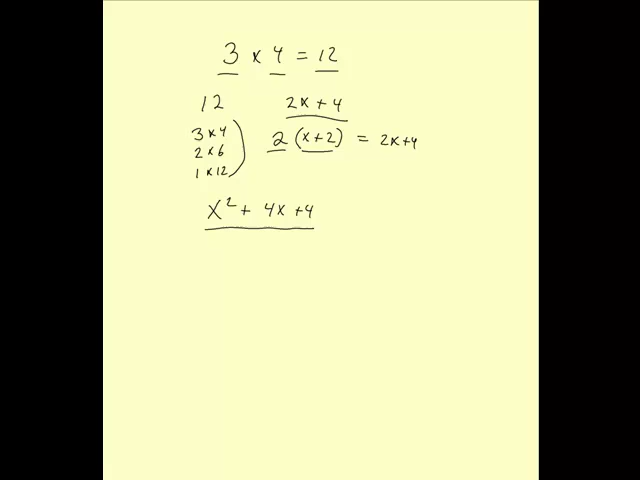 3 x 4 = 12
12
3 x 4
2 x 6
1 x 12
2x + 4
2 (x + 2) = 2x + 4
x² + 4x + 4